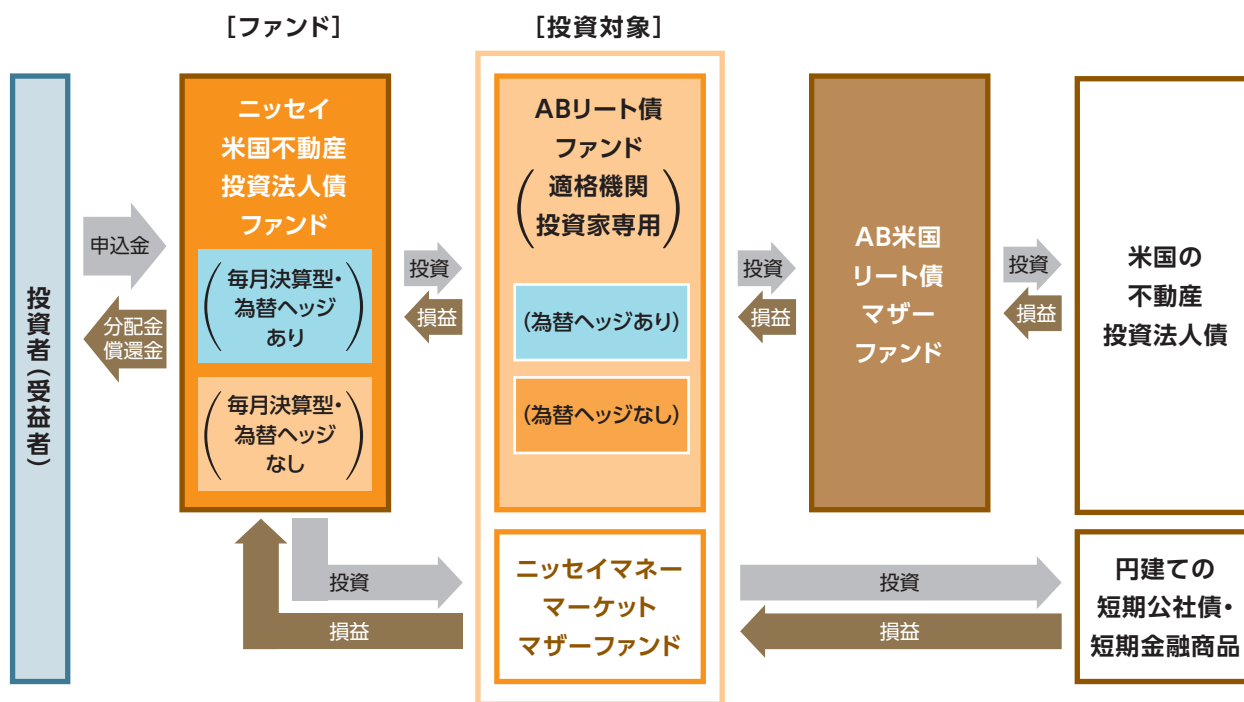 ［ファンド］
［投資対象］
投資者（受益者）
申込金
分配金
償還金
ニッセイ
米国不動産
投資法人債
ファンド
（毎月決算型・
為替ヘッジ
あり）
（毎月決算型・
為替ヘッジ
なし）
投資
損益
ABリート債
ファンド
（適格機関
投資家専用）
（為替ヘッジあり）
（為替ヘッジなし）
投資
損益
AB米国
リート債
マザー
ファンド
投資
損益
米国の
不動産
投資法人債
投資
損益
ニッセイマネー
マーケット
マザーファンド
投資
損益
円建ての
短期公社債・
短期金融商品